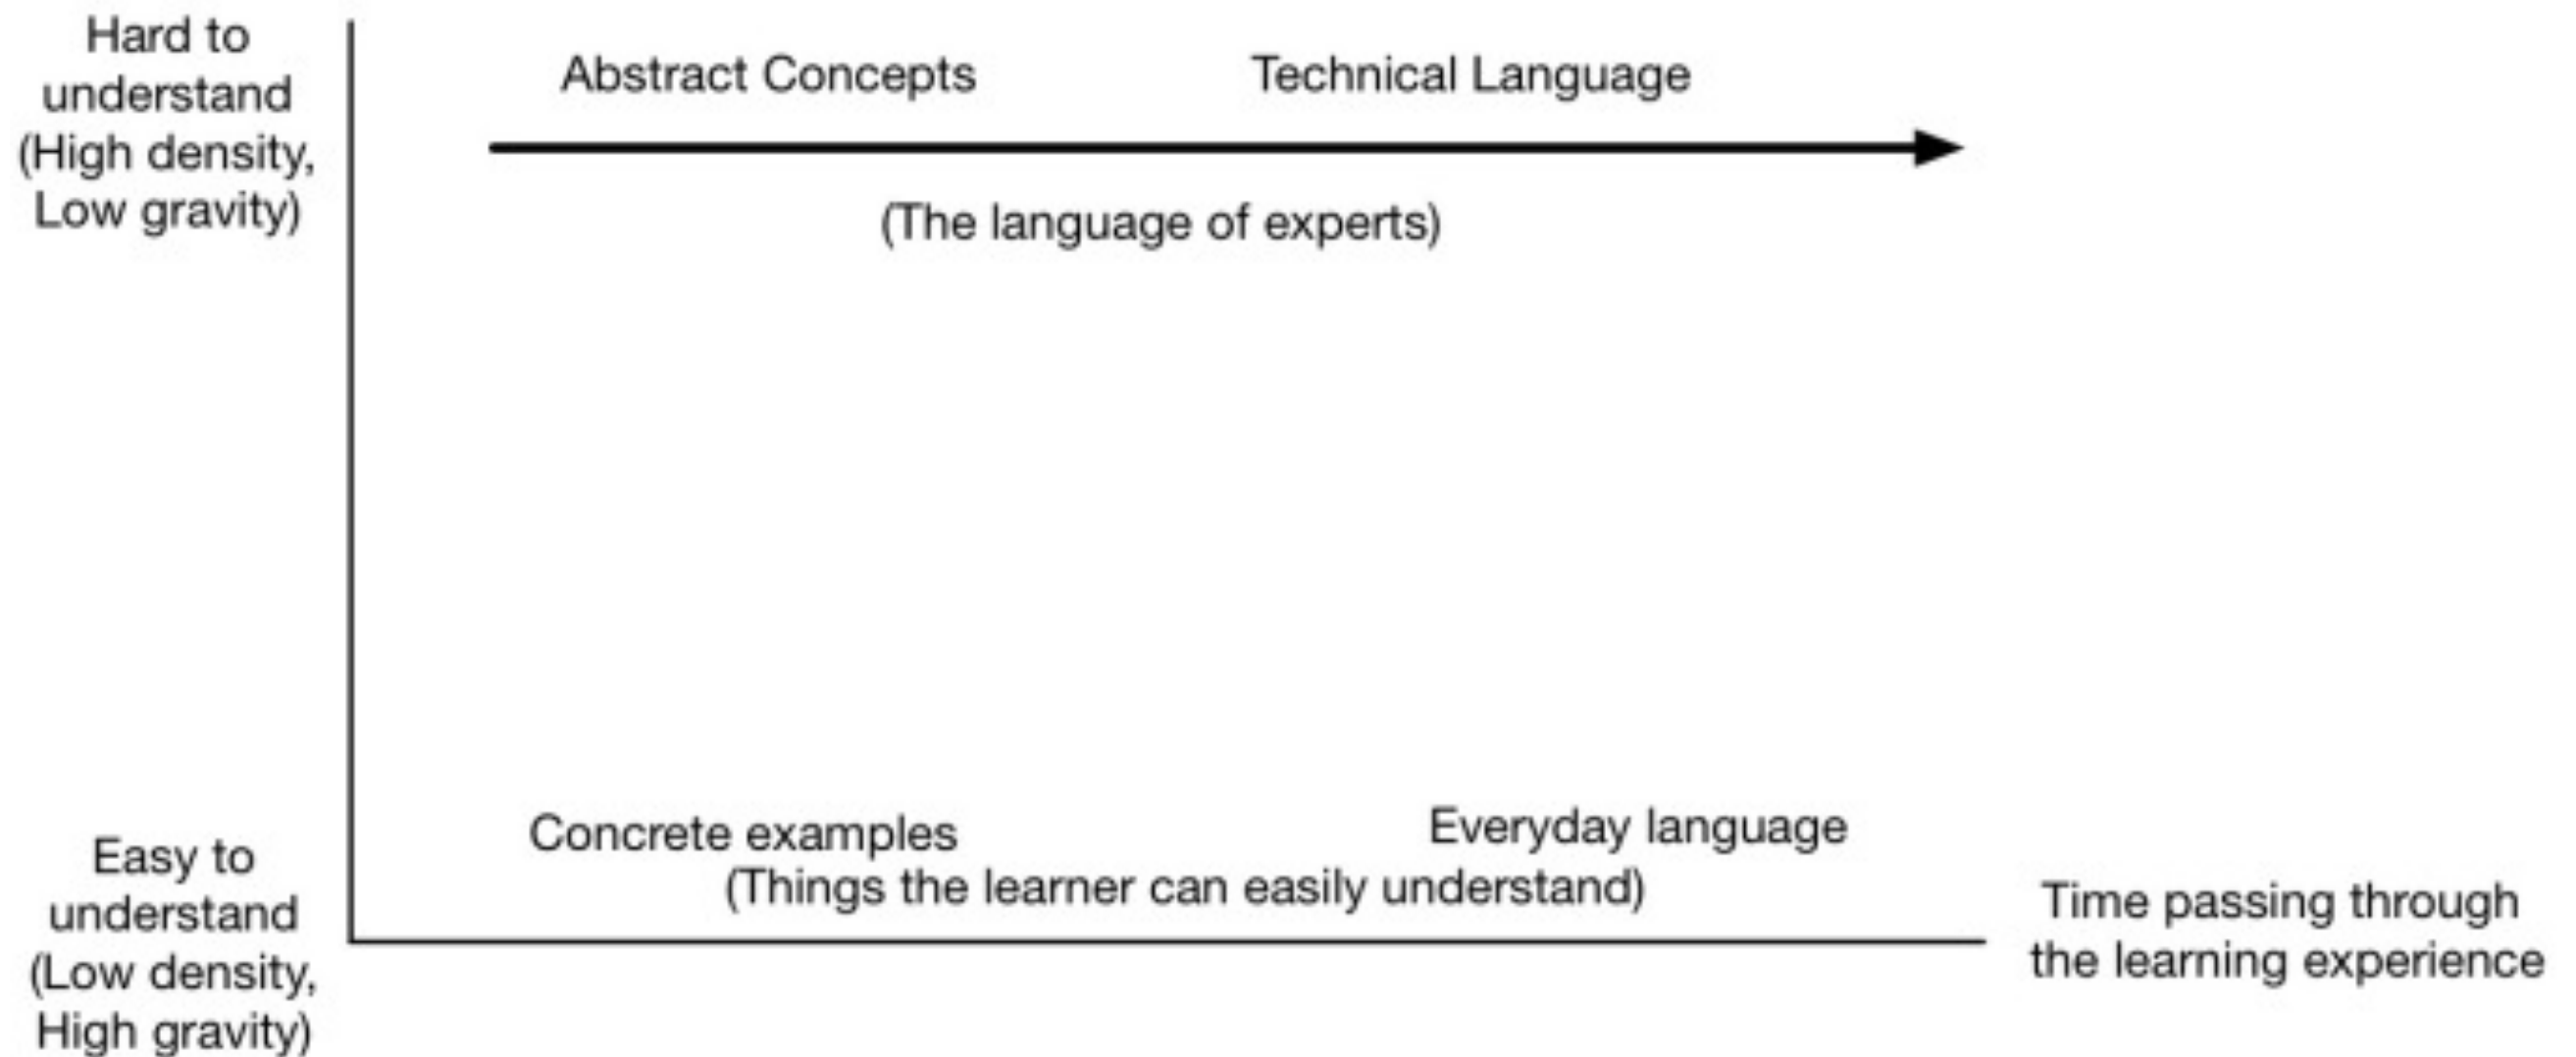 Hard to
understand
(High density,
Low gravity)
Abstract Concepts
Technical Language
(The language of experts)
Concrete examples
Everyday language
(Things the learner can easily understand)
Easy to
understand
(Low density,
High gravity)
Time passing through
the learning experience